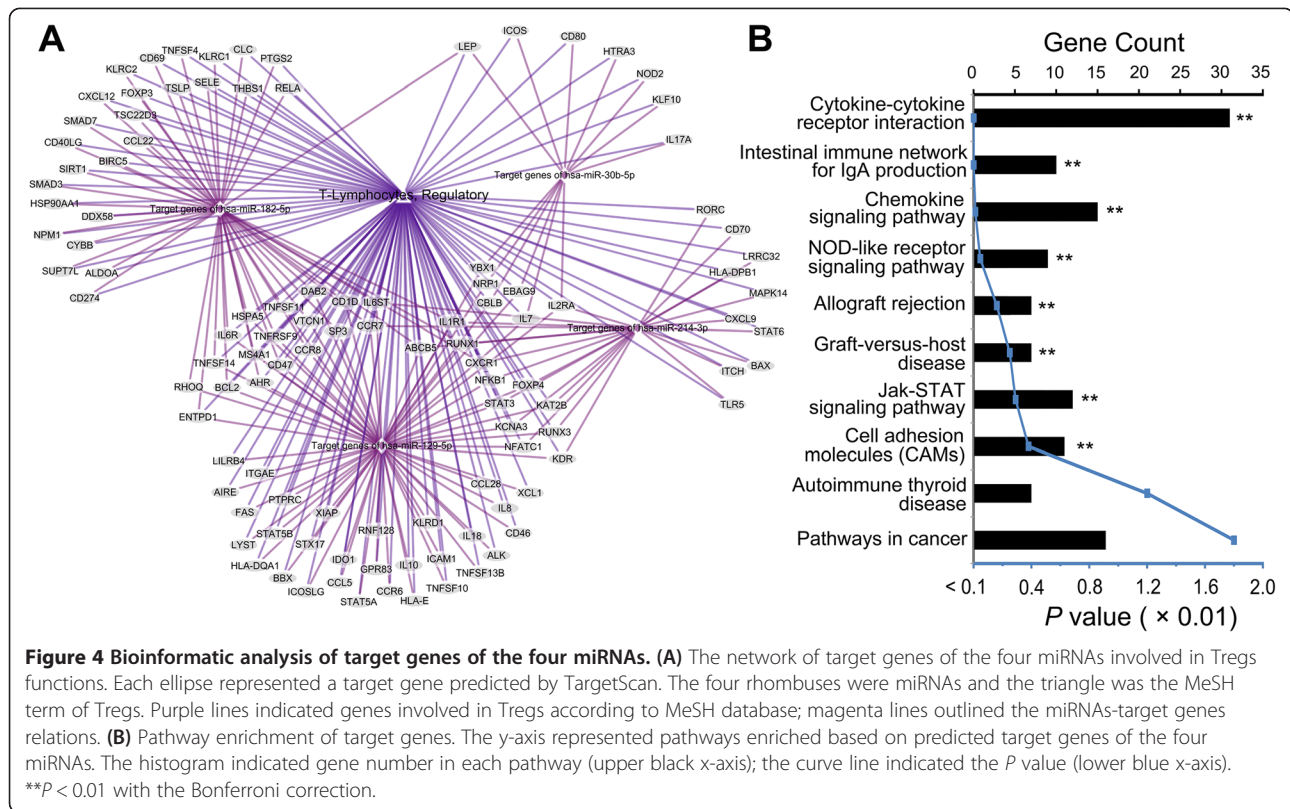 A
ICOS
CD80
LEP
HTRA3
NOD2
KLF10
IL17A
TNFSF4
CLC
CD69
KLRC1
PTGS2
KLRC2
TSLP
SELE
THBS1
RELA
CXCL12
FOXP3
TSC22D3
SMAD7
CCL22
CD40LG
BIRC5
SIRT1
SMAD3
HSP90AA1
DDX58
NPM1
CYBB
SUPT7L
ALDOA
CD274
Target genes of hsa-miR-182-5p
T-Lymphocytes, Regulatory
Target genes of hsa-miR-30b-5p
RORC
CD70
LRRC32
HLA-DPB1
MAPK14
CXCL9
STAT6
BAX
ITCH
TLR5
Target genes of hsa-miR-214-3p
YBX1
NRP1
EBAG9
CBLB
IL2RA
IL7
IL1R1
RUNX1
ABCB5
CXCR1
NFKB1
FOXP4
STAT3
KAT2B
KCNA3
RUNX3
NFATC1
KDR
DAB2
TNFSF11
CD1D
IL6ST
HSPA5
VTCN1
SP3
CCR7
IL6R
TNFRSF9
CCR8
MS4A1
CD47
TNFSF14
AHR
RHOQ
BCL2
ENTPD1
Target genes of hsa-miR-129-5p
LILRB4
ITGAE
AIRE
PTPRC
FAS
XIAP
STAT5B
LYST
STX17
HLA-DQA1
BBX
ICOSLG
IDO1
RNF128
GPR83
CCL5
STAT5A
CCR6
IL10
HLA-E
KLRD1
ICAM1
TNFSF10
IL18
TNFSF13B
ALK
CD46
IL8
XCL1
CCL28
B
Gene Count
0 5 10 15 20 25 30 35
Cytokine-cytokine
receptor interaction
**
Intestinal immune network
for IgA production
**
Chemokine
signaling pathway
**
NOD-like receptor
signaling pathway
**
Allograft rejection
**
Graft-versus-host
disease
**
Jak-STAT
signaling pathway
**
Cell adhesion
molecules (CAMs)
**
Autoimmune thyroid
disease
Pathways in cancer
< 0.1 0.4 0.8 1.2 1.6 2.0
P value ( × 0.01)
Figure 4 Bioinformatic analysis of target genes of the four miRNAs. (A) The network of target genes of the four miRNAs involved in Tregs
functions. Each ellipse represented a target gene predicted by TargetScan. The four rhombuses were miRNAs and the triangle was the MeSH
term of Tregs. Purple lines indicated genes involved in Tregs according to MeSH database; magenta lines outlined the miRNAs-target genes
relations. (B) Pathway enrichment of target genes. The y-axis represented pathways enriched based on predicted target genes of the four
miRNAs. The histogram indicated gene number in each pathway (upper black x-axis); the curve line indicated the P value (lower blue x-axis).
**P < 0.01 with the Bonferroni correction.